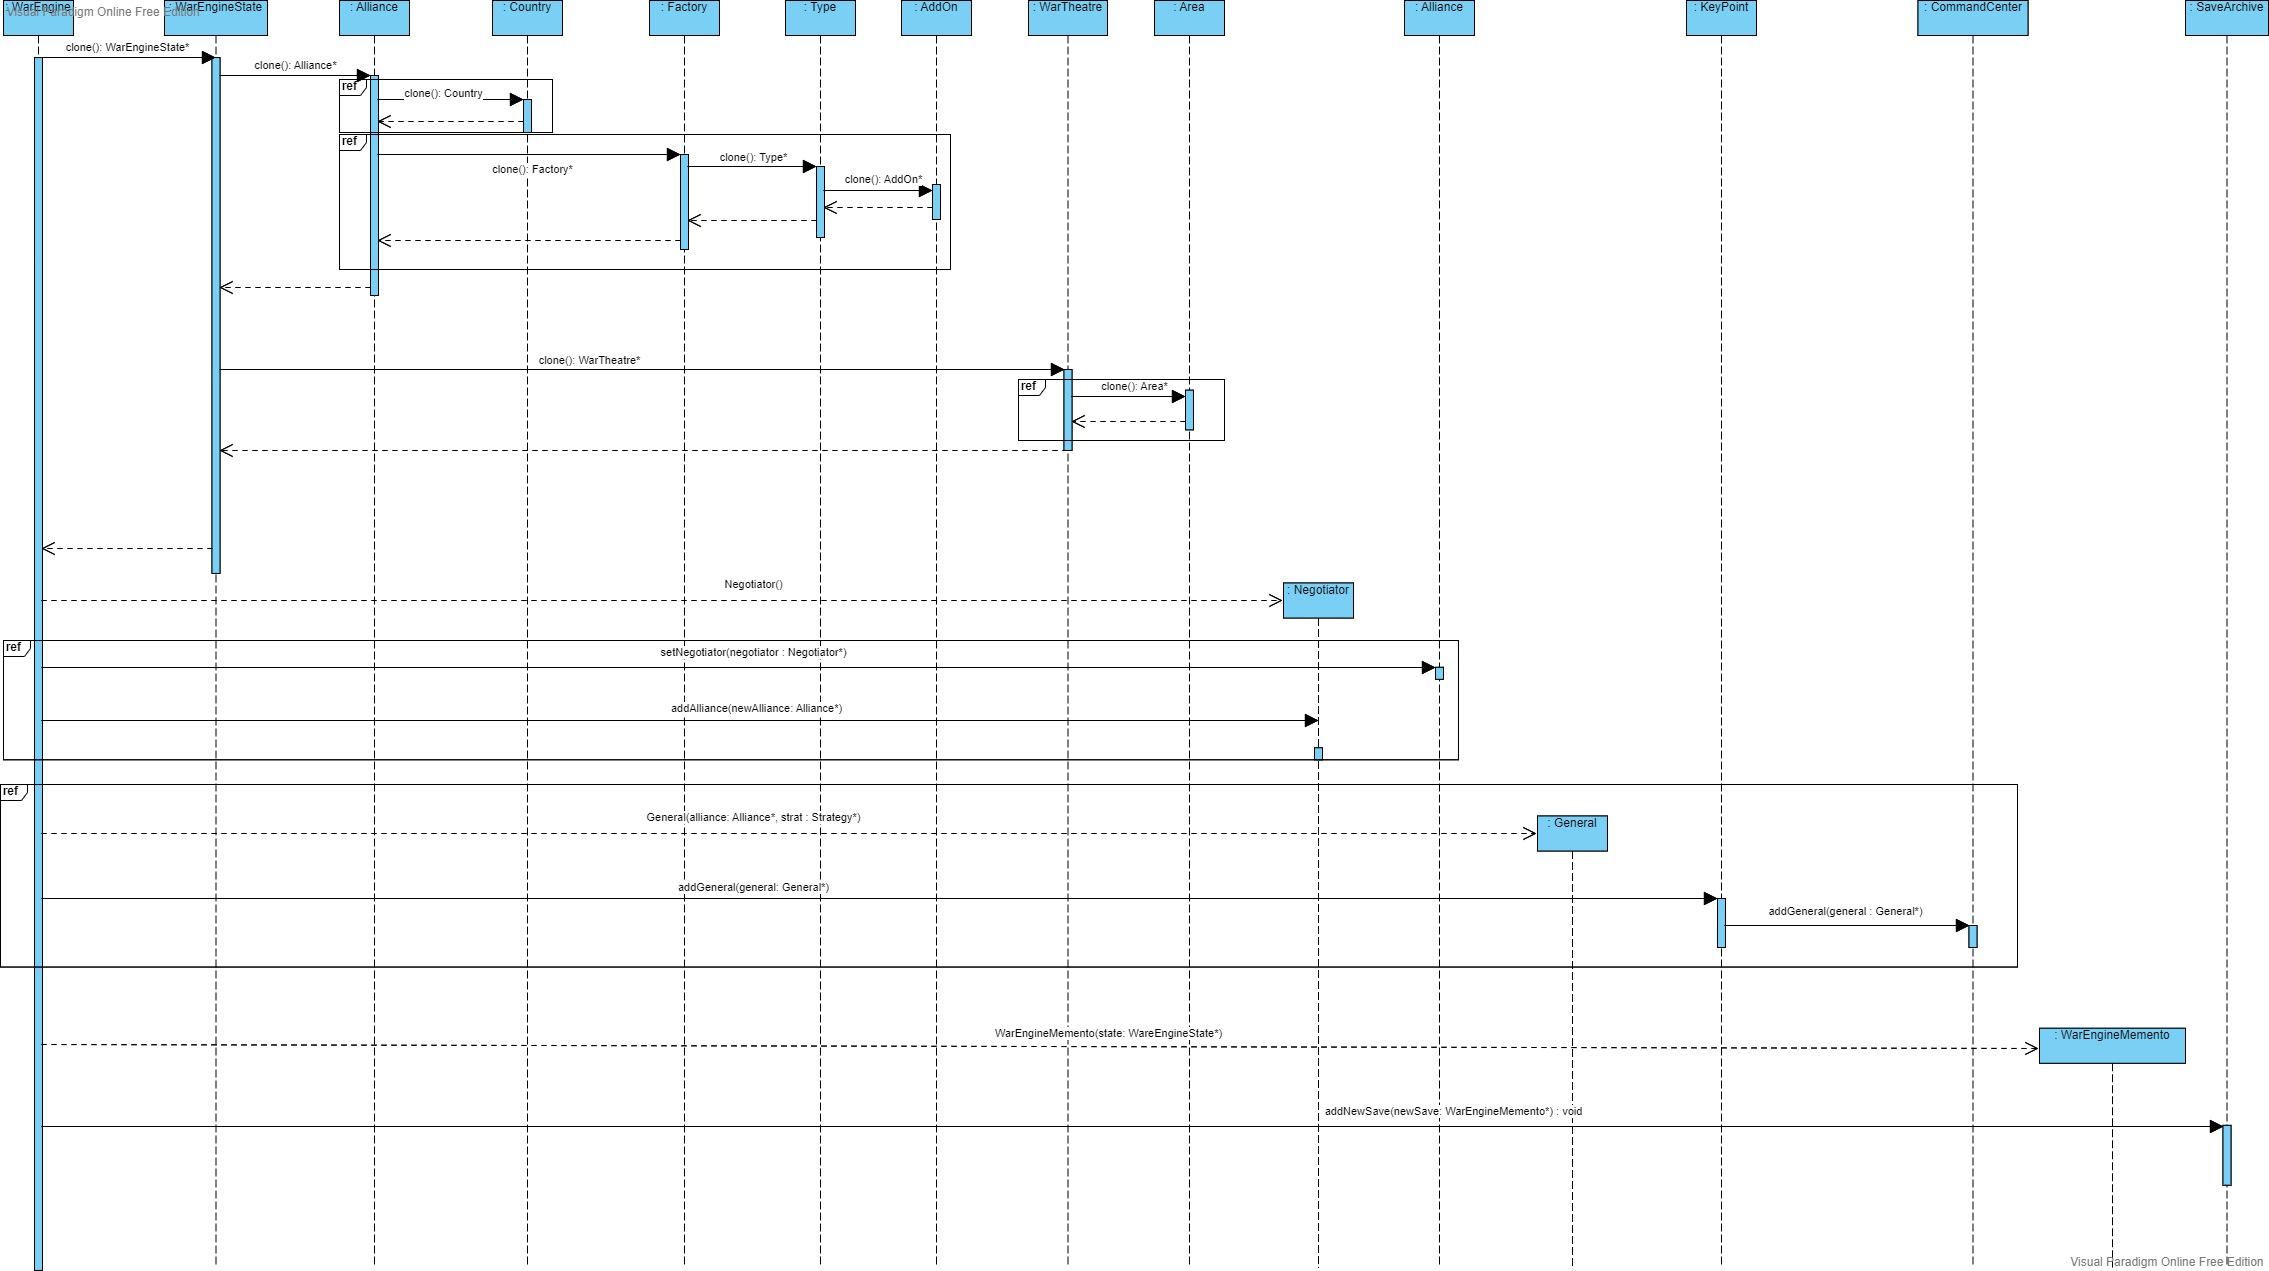 : WarEngine
: WarEngineState
: Alliance
: Country
: Factory
: Type
: AddOn
: WarTheatre
: Area
: Alliance
: KeyPoint
: CommandCenter
: SaveArchive
Visual Paradigm Online Free Edition
clone(): WarEngineState*
clone(): Alliance*
ref
clone(): Country
ref
clone(): Factory*
clone(): Type*
clone(): AddOn*
clone(): WarTheatre*
ref
clone(): Area*
Negotiator()
: Negotiator
ref
setNegotiator(negotiator : Negotiator*)
addAlliance(newAlliance: Alliance*)
ref
General(alliance: Alliance*, strat : Strategy*)
: General
addGeneral(general: General*)
addGeneral(general : General*)
WarEngineMemento(state: WareEngineState*)
: WarEngineMemento
addNewSave(newSave: WarEngineMemento*) : void
Visual Paradigm Online Free Edition